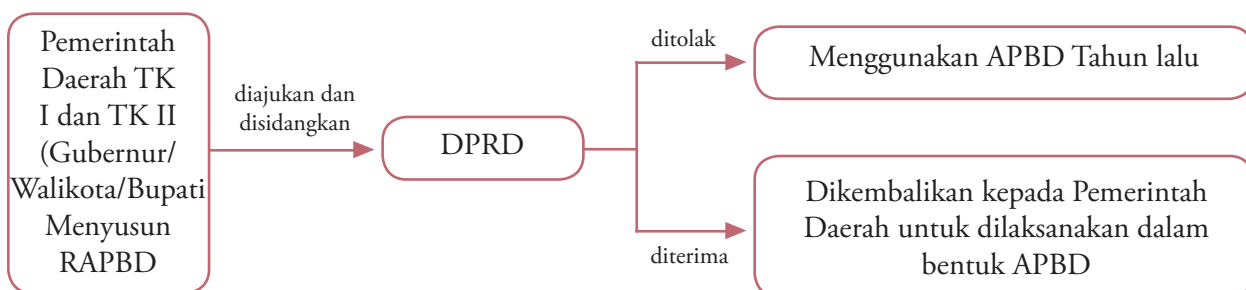 Pemerintah
Daerah TK
I dan TK II
(Gubernur/
Walikota/Bupati
Menyusun
RAPBD
diajukan dan
disidangkan
DPRD
ditolak
Menggunakan APBD Tahun lalu
diterima
Dikembalikan kepada Pemerintah
Daerah untuk dilaksanakan dalam
bentuk APBD